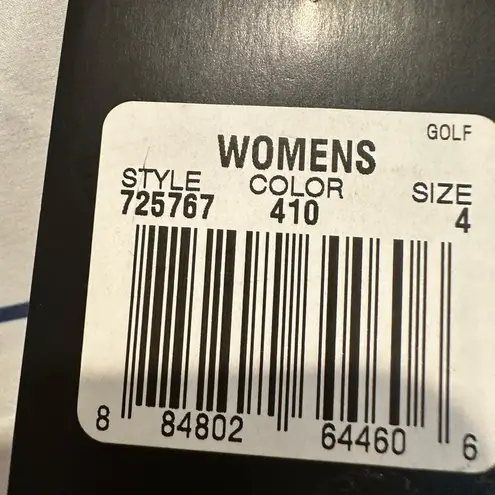 GOLF
WOMENS
STYLE COLOR SIZE
725767 410 4
8 84802 64460 6